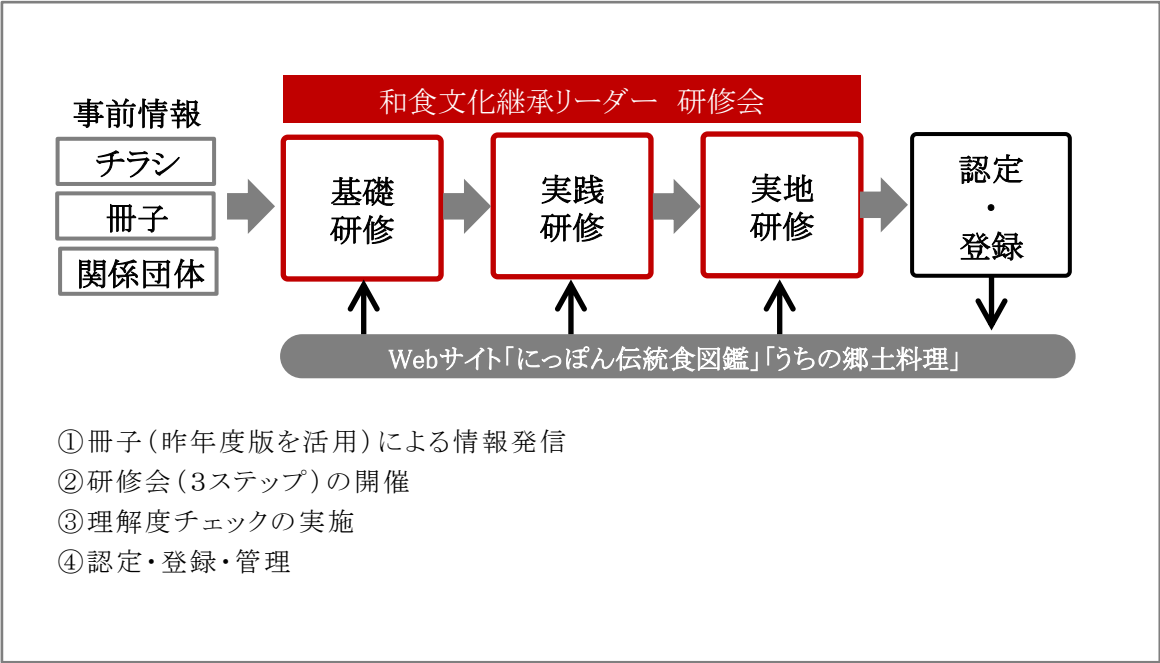 和食文化継承リーダー　研修会
事前情報
チラシ
冊子
関係団体
基礎
研修
実践
研修
実地
研修
認定
・
登録
Webサイト「にっぽん伝統食図鑑」「うちの郷土料理」
①冊子（昨年度版を活用）による情報発信
②研修会（３ステップ）の開催
③理解度チェックの実施
④認定・登録・管理